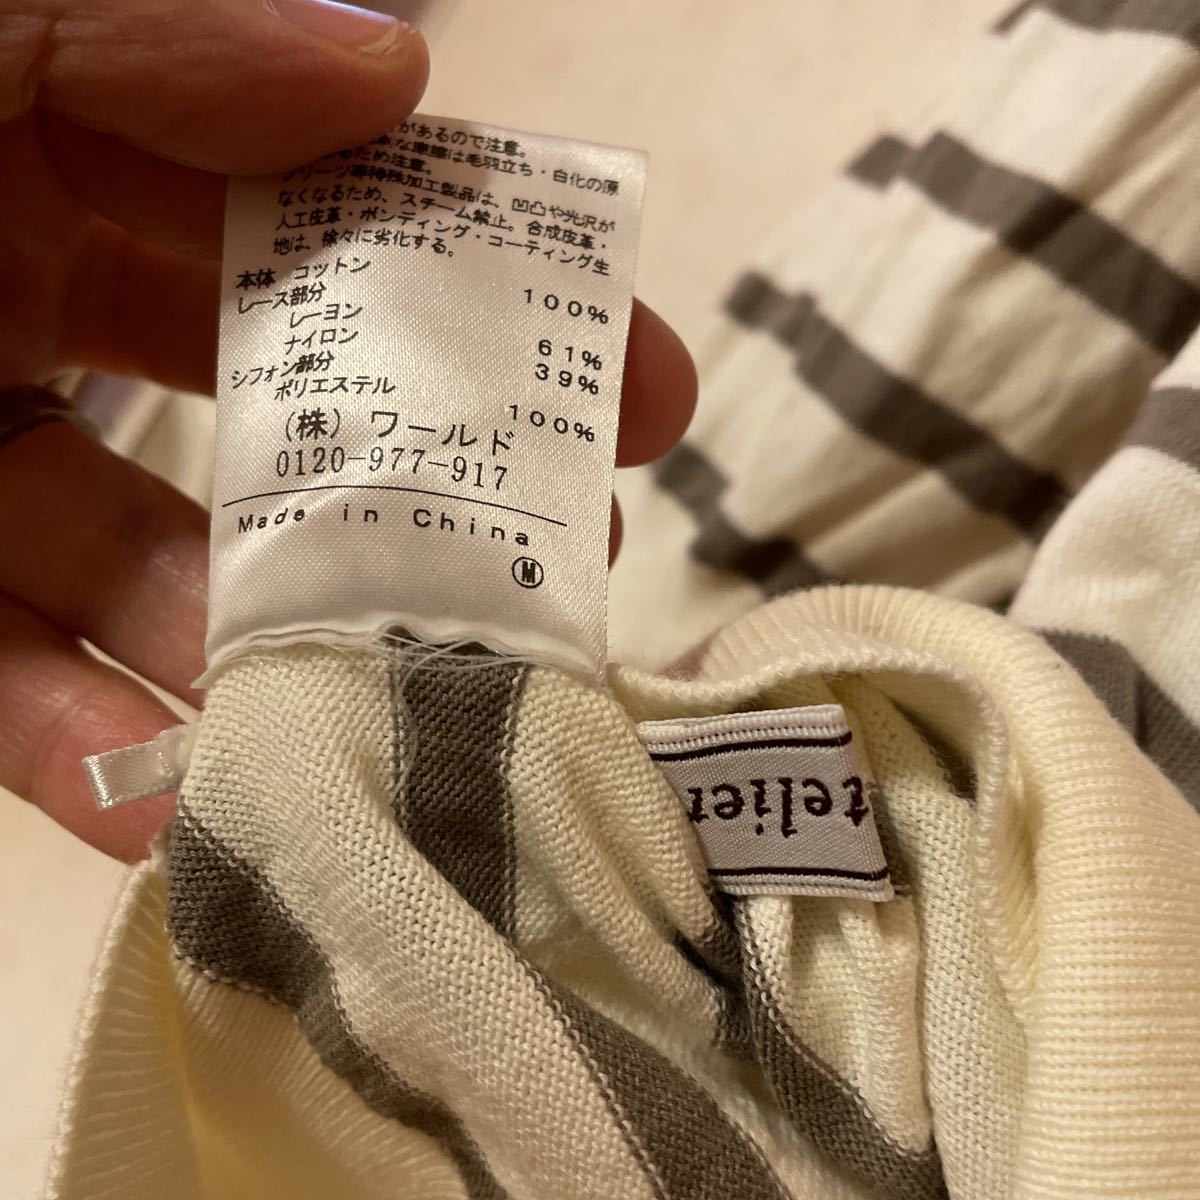 があるので注意。
な摩擦は毛羽立ち・白化の原
るため注意。
プリーツ等特殊加工製品は、凹凸や光沢が
なくなるため、スチーム禁止。合成皮革・
人工皮革・ボンディング・コーティング生
地は、徐々に劣化する。
本体 コットン 100%
レース部分
レーヨン 61%
ナイロン 39%
シフォン部分
ポリエステル 100%
(株) ワールド
0120-977-917
Made in China
M
telier